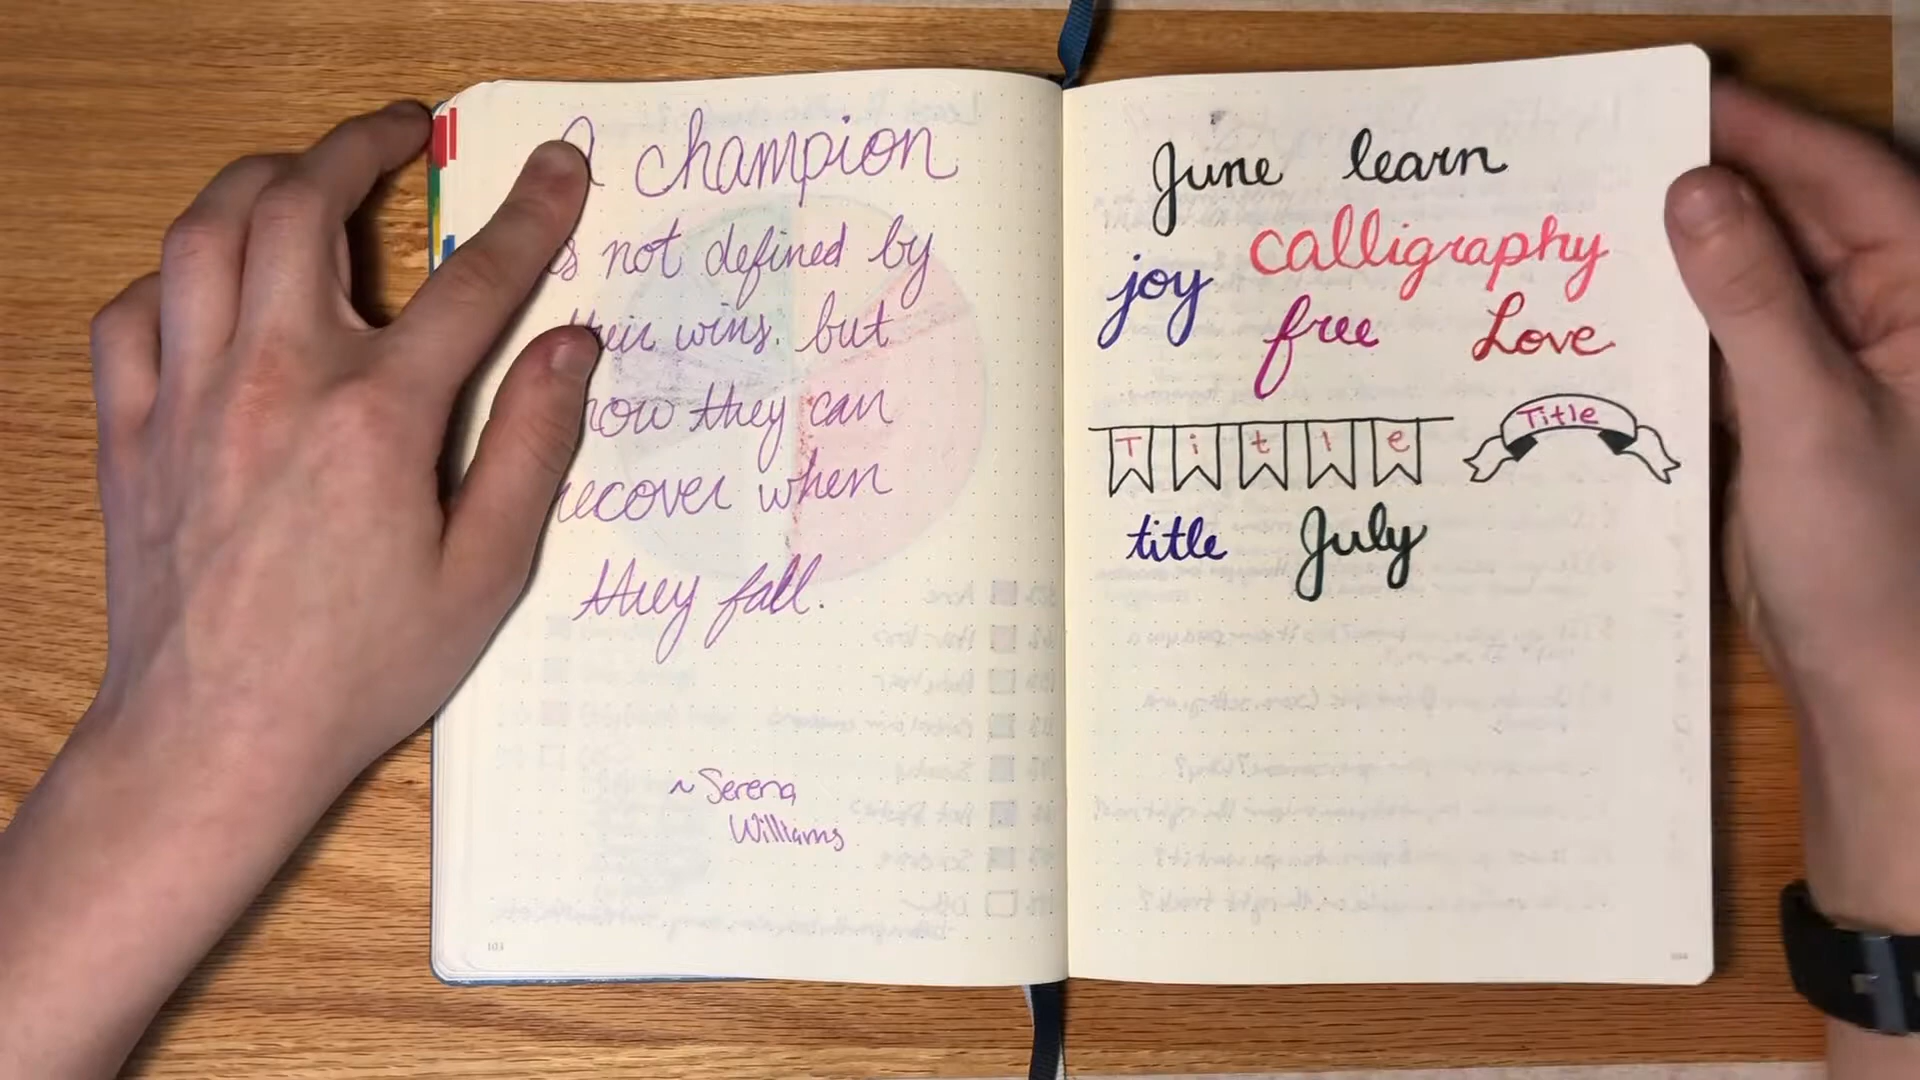 A champion
is not defined by
their wins. but
how they can
recover when
they fall.
~ Serena
Williams
103
June learn
calligraphy
joy
free Love
Title
Title
title July